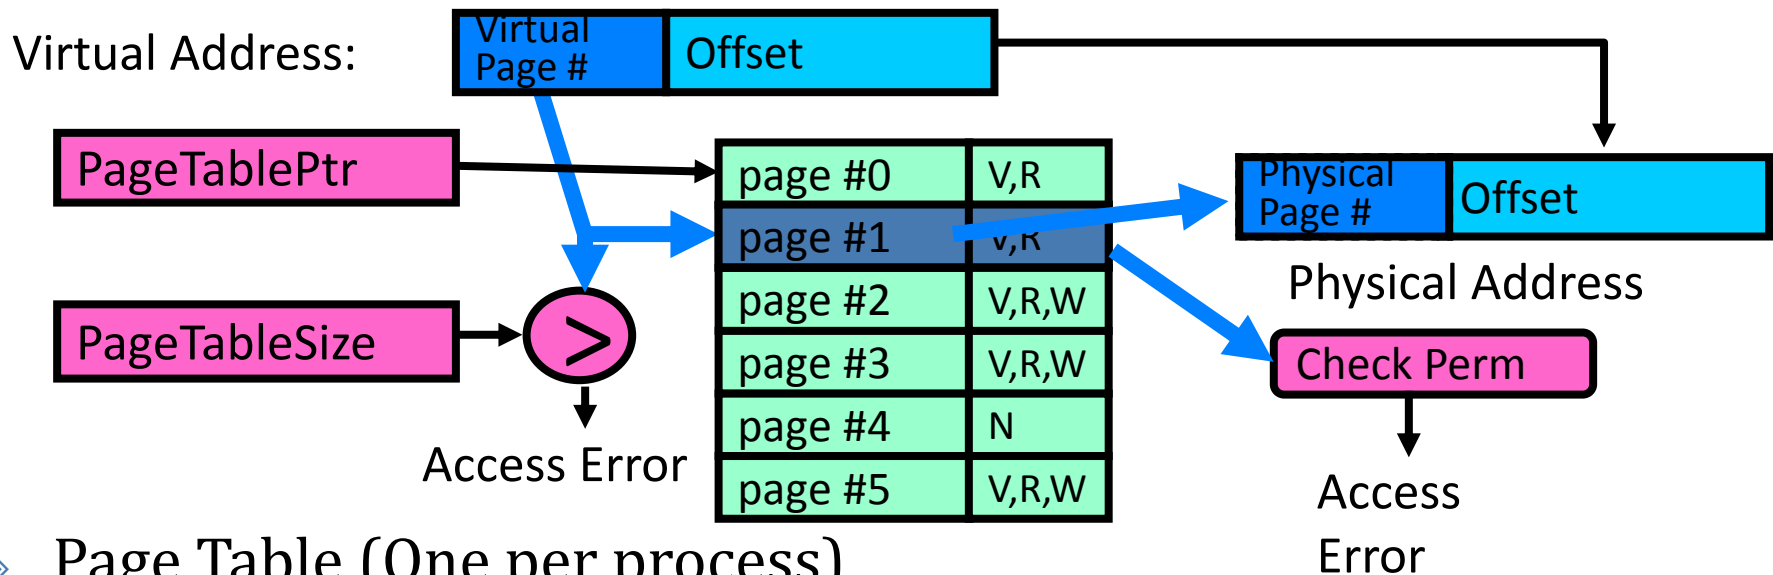 Virtual Address:
Virtual
Page #
Offset
PageTablePtr
page #0
V,R
Physical
Page #
Offset
page #1
V,R
Physical Address
PageTableSize
>
page #2
V,R,W
page #3
V,R,W
Check Perm
page #4
N
Access Error
page #5
V,R,W
Access
Error
Page Table (One per process)